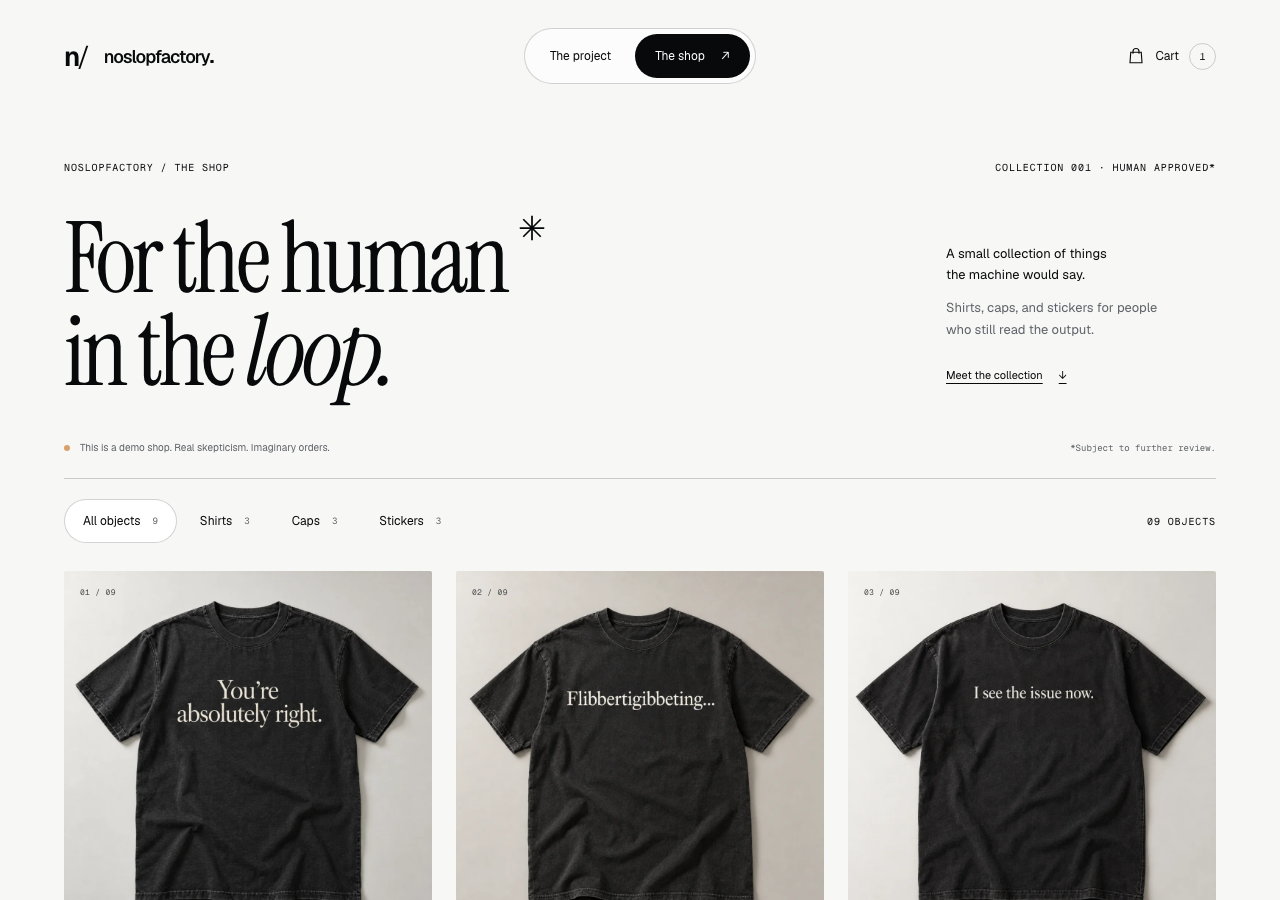 n/ noslopfactory.
The project
The shop ↗
Cart 1
NOSLOPFACTORY / THE SHOP
COLLECTION 001 · HUMAN APPROVED*
For the human*
in the loop.
A small collection of things
the machine would say.
Shirts, caps, and stickers for people
who still read the output.
Meet the collection ↓
This is a demo shop. Real skepticism. Imaginary orders.
*Subject to further review.
All objects 9
Shirts 3
Caps 3
Stickers 3
09 OBJECTS
01 / 09
You're
absolutely right.
02 / 09
Flibbertigibbeting...
03 / 09
I see the issue now.